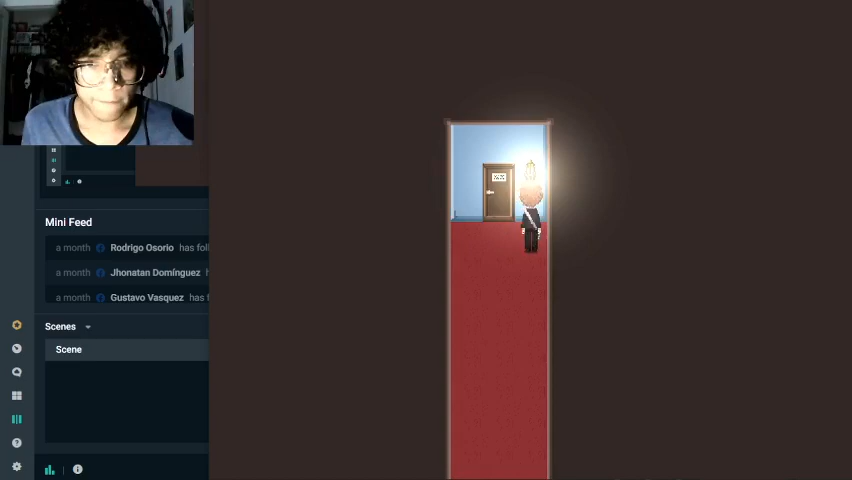 Mini Feed
a month Rodrigo Osorio has foll
a month Jhonatan Domínguez h
a month Gustavo Vasquez has f
Scenes
Scene